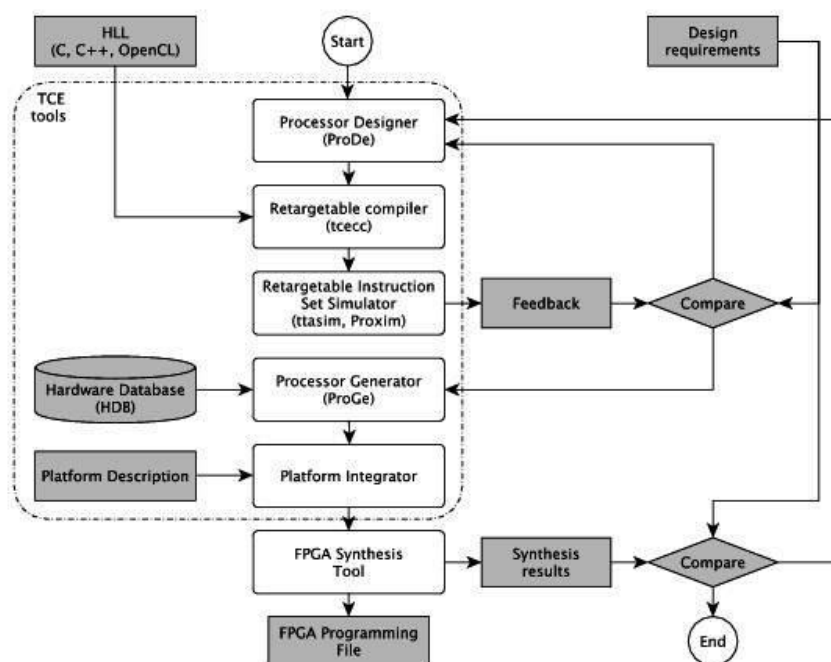 HLL
(C, C++, OpenCL)
Start
Design
requirements
TCE
tools
Processor Designer
(ProDe)
Retargetable compiler
(tcecc)
Retargetable Instruction
Set Simulator
(ttasim, Proxim)
Feedback
Compare
Hardware Database
(HDB)
Processor Generator
(ProGe)
Platform Description
Platform Integrator
FPGA Synthesis
Tool
Synthesis
results
Compare
FPGA Programming
File
End